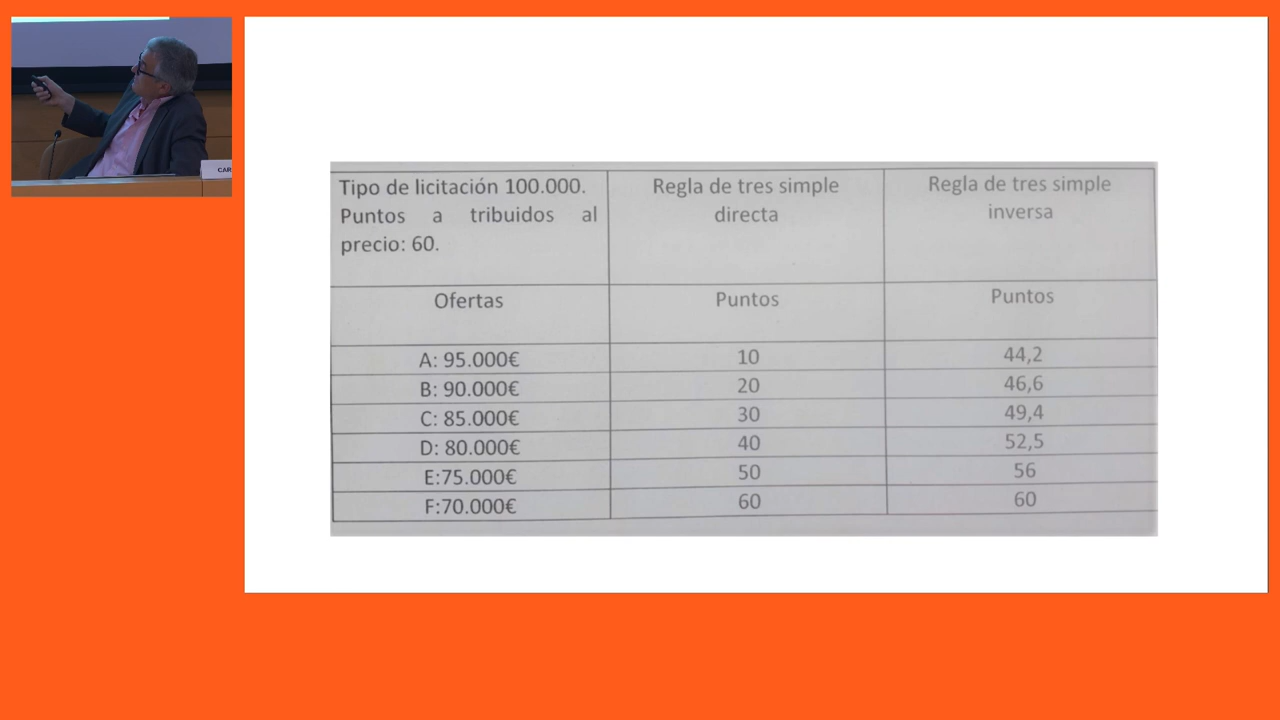 CAR
Tipo de licitación 100.000.
Puntos a tribuidos al
precio: 60.
Regla de tres simple
directa
Regla de tres simple
inversa
Ofertas
Puntos
Puntos
A: 95.000€ 10 44,2
B: 90.000€ 20 46,6
C: 85.000€ 30 49,4
D: 80.000€ 40 52,5
E:75.000€ 50 56
F:70.000€ 60 60